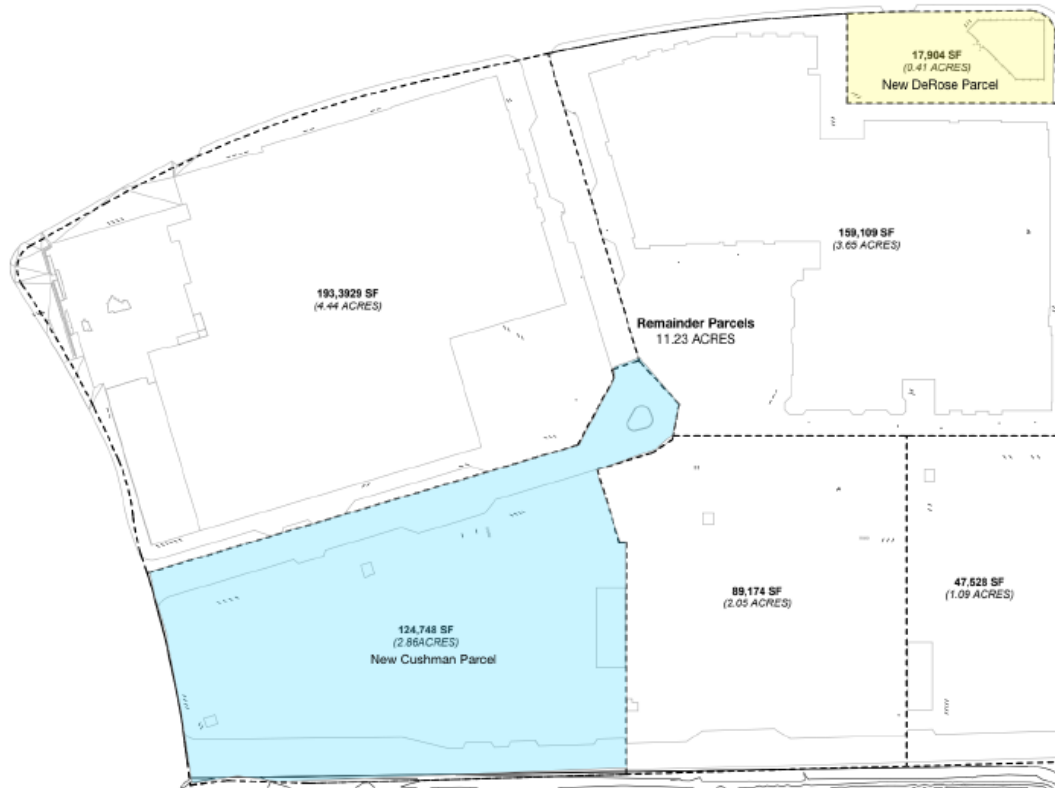 17,904 SF
(0.41 ACRES)
New DeRose Parcel
159,109 SF
(3.65 ACRES)
193,3929 SF
(4.44 ACRES)
Remainder Parcels
11.23 ACRES
89,174 SF
(2.05 ACRES)
47,528 SF
(1.09 ACRES)
124,748 SF
(2.86ACRES)
New Cushman Parcel